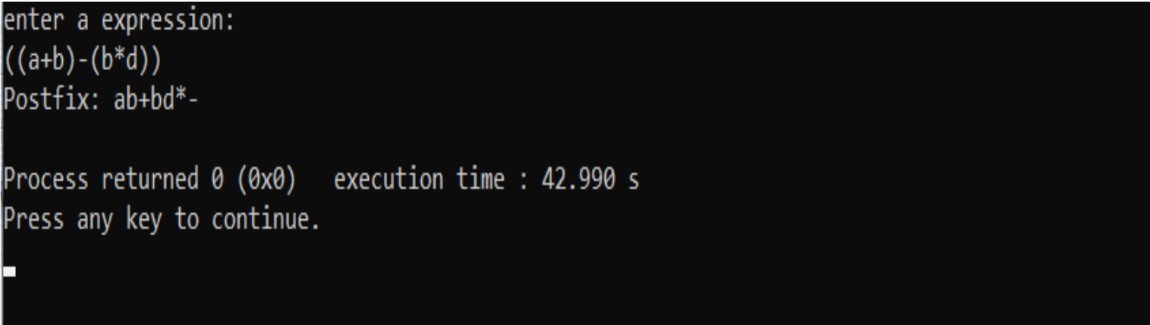 enter a expression:
((a+b)-(b*d))
Postfix: ab+bd*-
Process returned 0 (0x0)   execution time : 42.990 s
Press any key to continue.